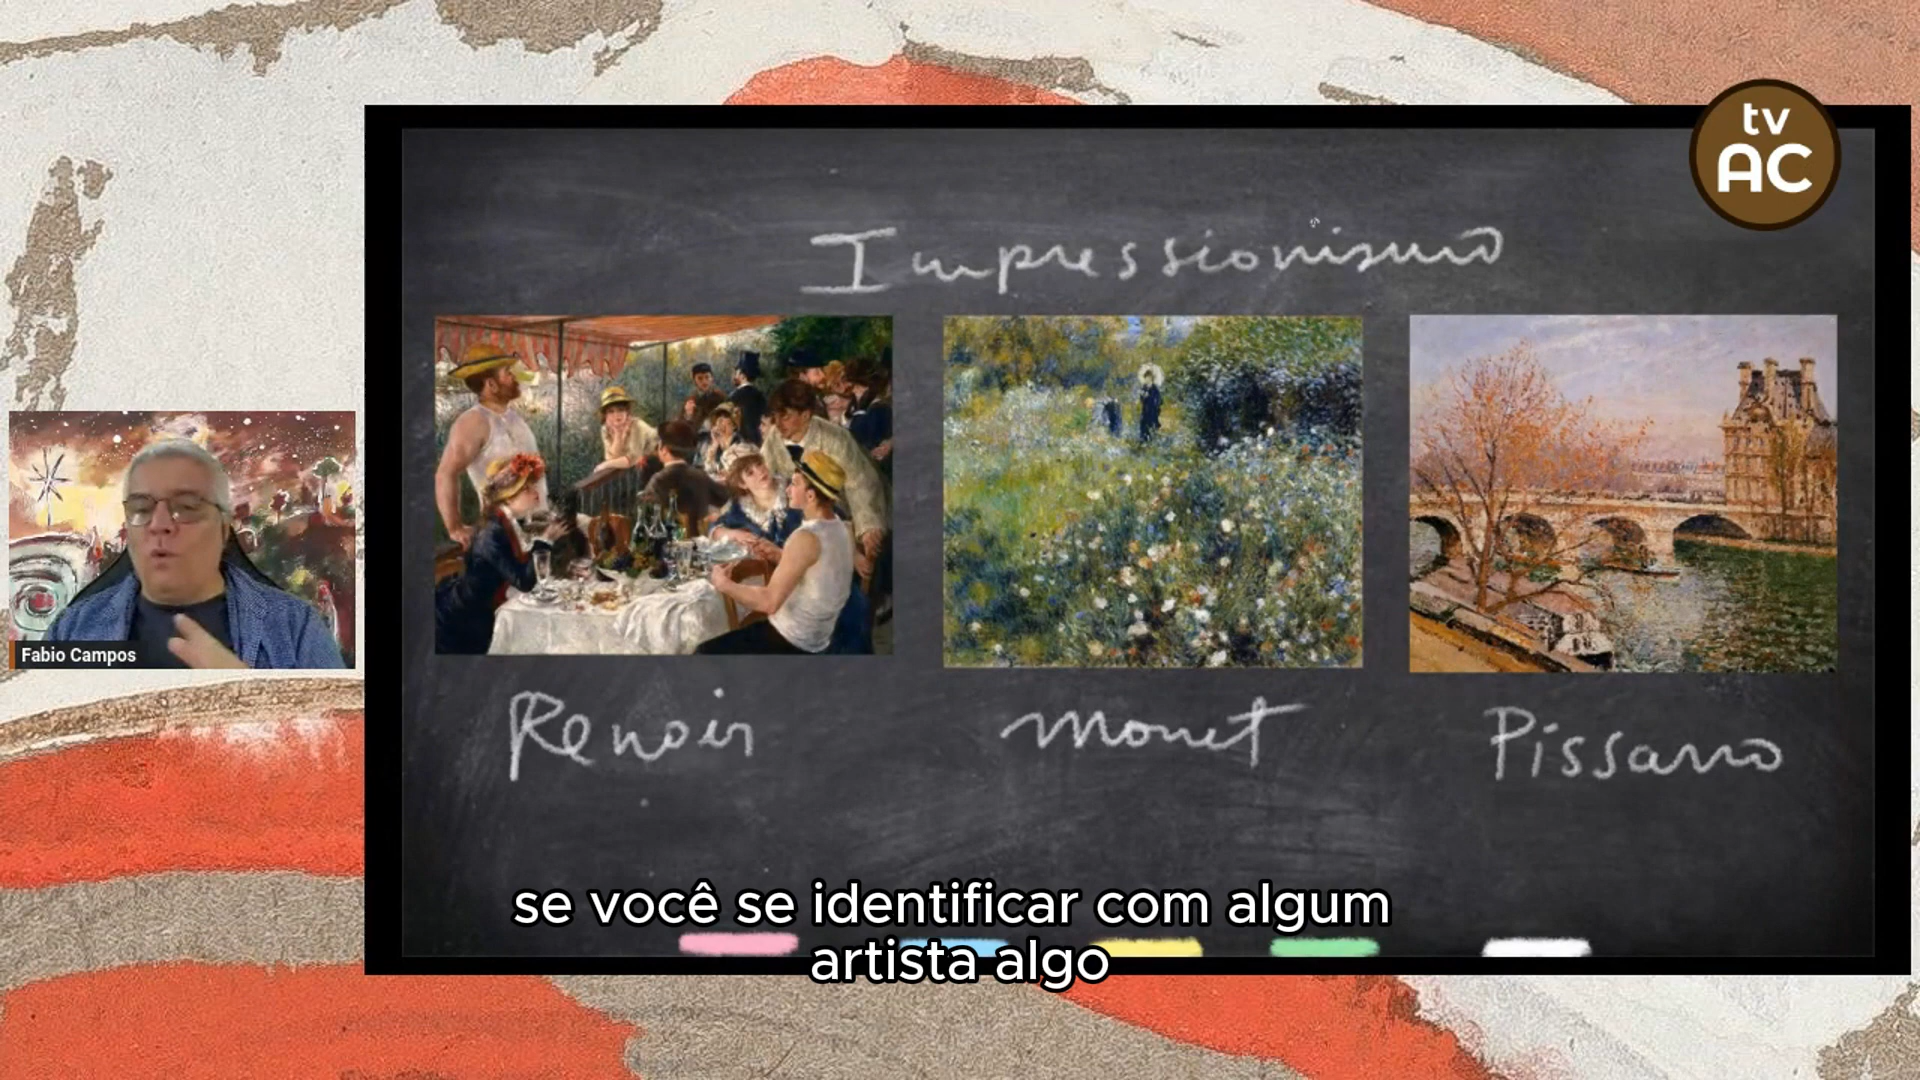 tv
AC
Impressionismo
Renoir
Monet
Pissarro
Fabio Campos
se você se identificar com algum
artista algo